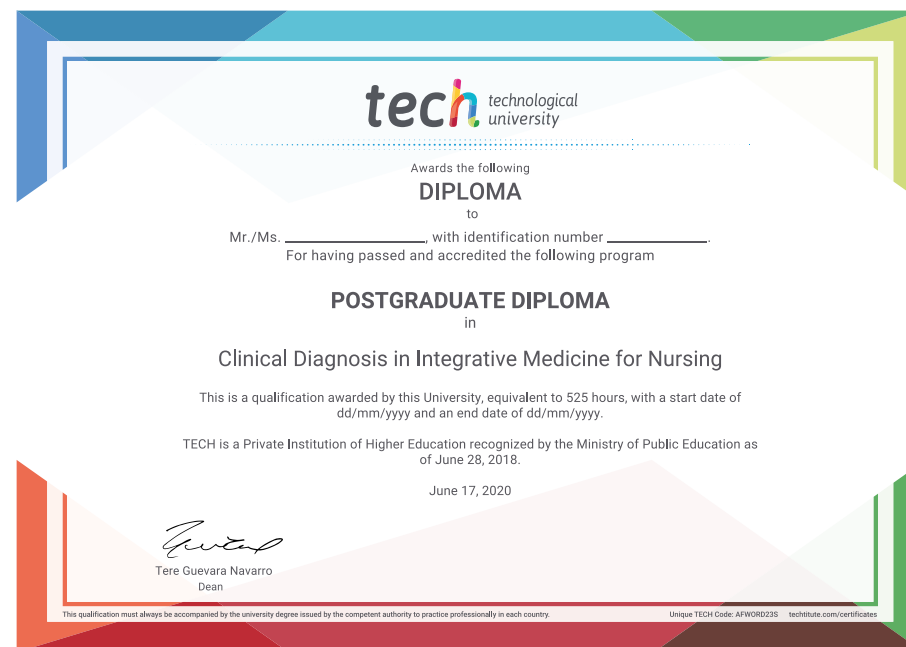 tech technological
university
Awards the following
DIPLOMA
to
Mr./Ms. ____________, with identification number ____________.
For having passed and accredited the following program
POSTGRADUATE DIPLOMA
in
Clinical Diagnosis in Integrative Medicine for Nursing
This is a qualification awarded by this University, equivalent to 525 hours, with a start date of
dd/mm/yyyy and an end date of dd/mm/yyyy.
TECH is a Private Institution of Higher Education recognized by the Ministry of Public Education as
of June 28, 2018.
June 17, 2020
Tere Guevara Navarro
Dean
This qualification must always be accompanied by the university degree issued by the competent authority to practice professionally in each country. Unique TECH Code: AFWORD23S techtitute.com/certificates